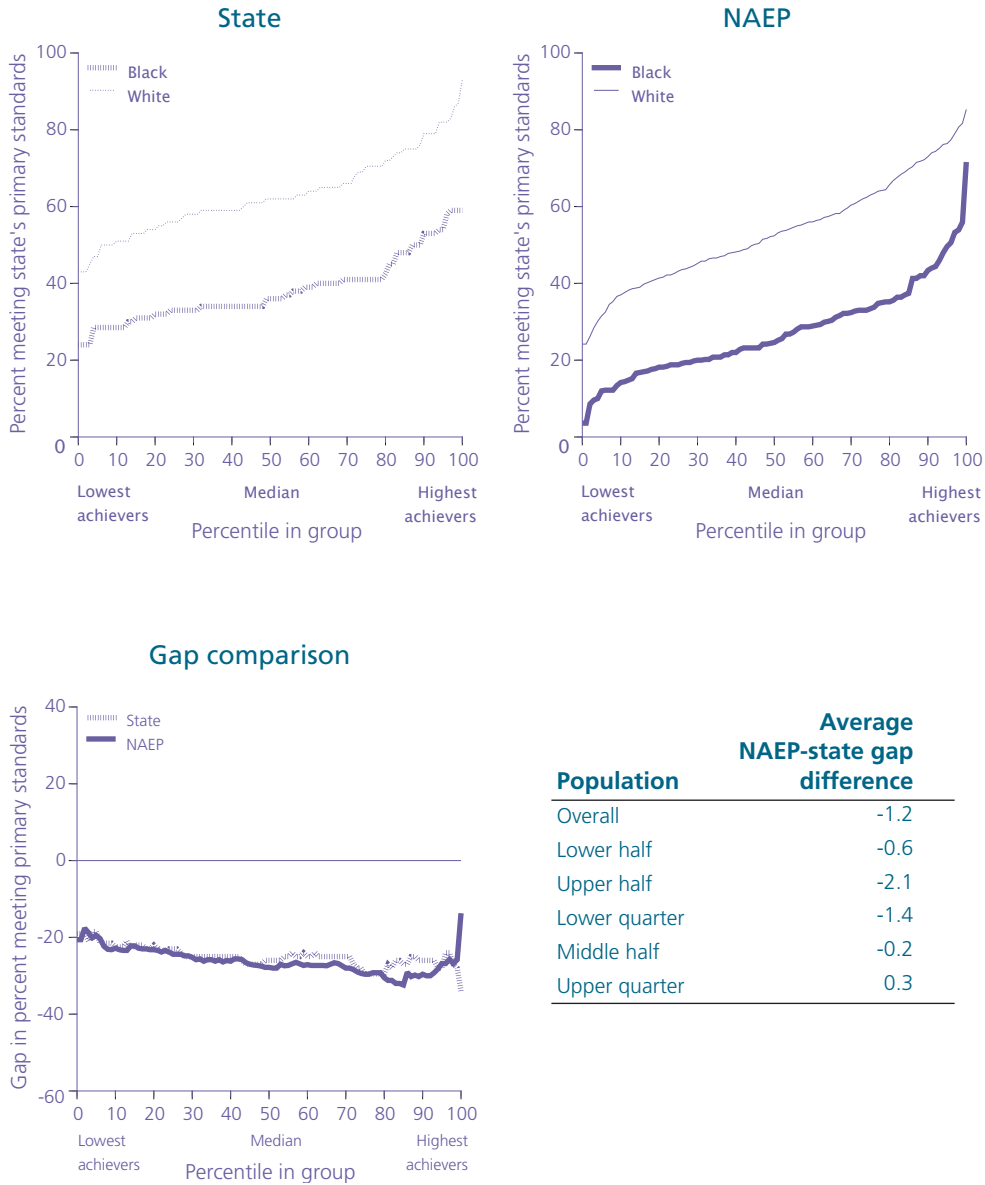 State
Percent meeting state's primary standards
100
80
60
40
20
0
Black
White
0 10 20 30 40 50 60 70 80 90 100
Lowest achievers
Median
Highest achievers
Percentile in group
NAEP
Percent meeting state's primary standards
100
80
60
40
20
0
Black
White
0 10 20 30 40 50 60 70 80 90 100
Lowest achievers
Median
Highest achievers
Percentile in group
Gap comparison
Gap in percent meeting primary standards
40
20
0
-20
-40
-60
State
NAEP
0 10 20 30 40 50 60 70 80 90 100
Lowest achievers
Median
Highest achievers
Percentile in group
Average
NAEP-state gap
Population difference
Overall -1.2
Lower half -0.6
Upper half -2.1
Lower quarter -1.4
Middle half -0.2
Upper quarter 0.3